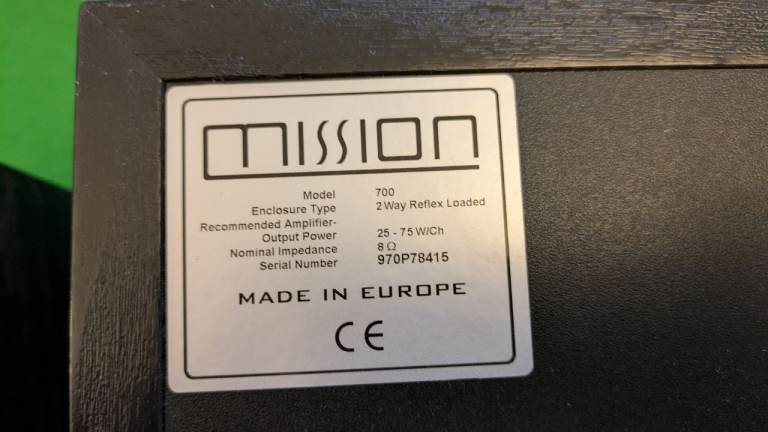 mission
Model 700
Enclosure Type 2 Way Reflex Loaded
Recommended Amplifier-
Output Power 25 - 75 W/Ch
Nominal Impedance 8 Ω
Serial Number 970P78415
MADE IN EUROPE
CE